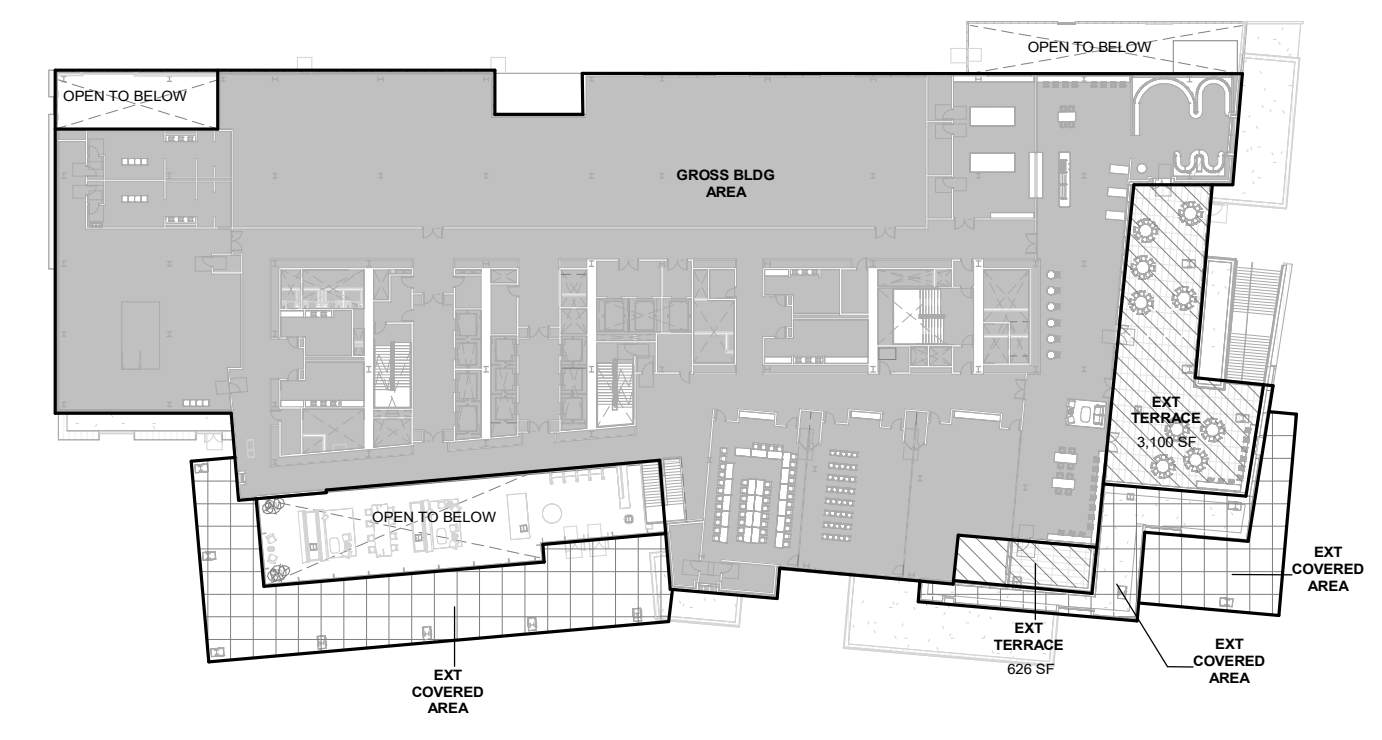 OPEN TO BELOW
OPEN TO BELOW
GROSS BLDG
AREA
EXT
TERRACE
3,100 SF
OPEN TO BELOW
EXT
COVERED
AREA
EXT
TERRACE
626 SF
EXT
COVERED
AREA
EXT
COVERED
AREA